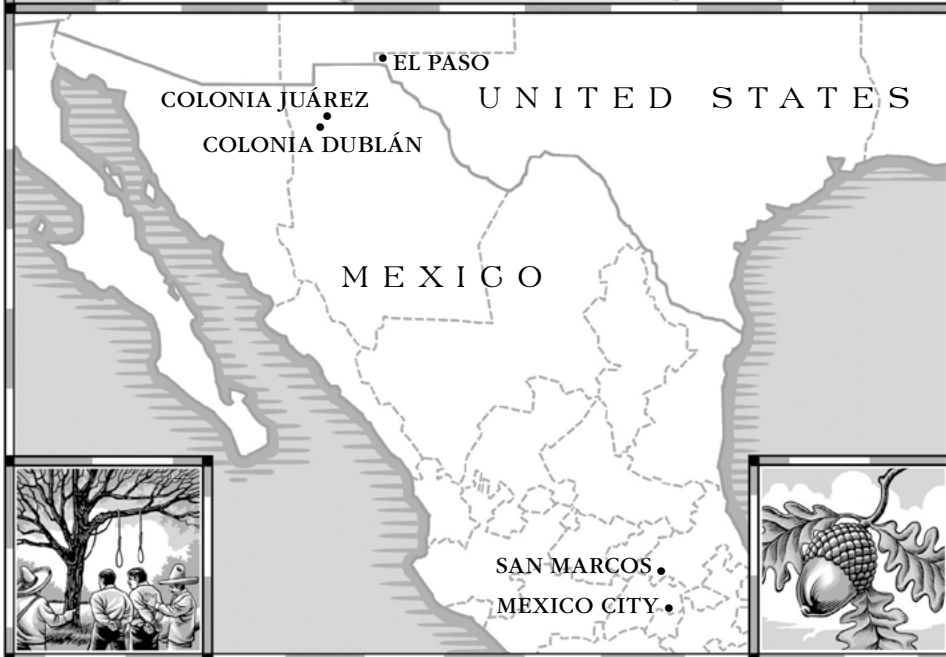 EL PASO
UNITED STATES
COLONIA JUÁREZ
COLONIA DUBLÁN
MEXICO
SAN MARCOS
MEXICO CITY